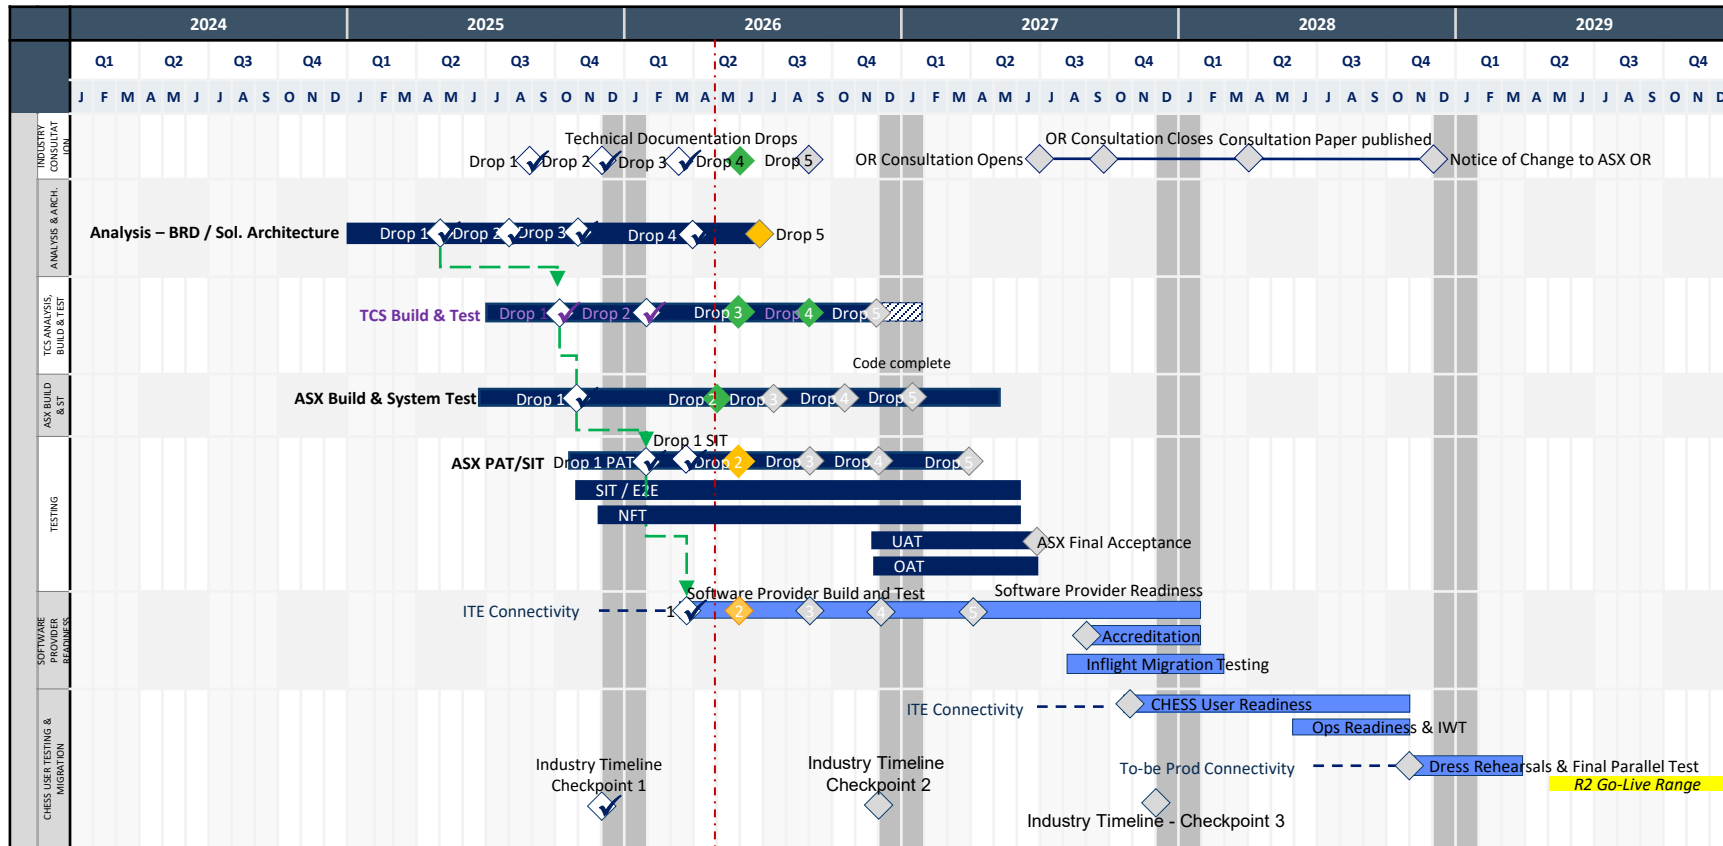 2024 2025 2026 2027 2028 2029
Q1 Q2 Q3 Q4 Q1 Q2 Q3 Q4 Q1 Q2 Q3 Q4 Q1 Q2 Q3 Q4 Q1 Q2 Q3 Q4 Q1 Q2 Q3 Q4
J F M A M J J A S O N D J F M A M J J A S O N D J F M A M J J A S O N D J F M A M J J A S O N D J F M A M J J A S O N D J F M A M J J A S O N D
INDUSTRY
CONSULTAT
ION
Technical Documentation Drops
Drop 1 Drop 2 Drop 3 Drop 4 Drop 5
OR Consultation Opens
OR Consultation Closes
Consultation Paper published
Notice of Change to ASX OR
ANALYSIS & ARCH.
Analysis – BRD / Sol. Architecture
Drop 1 Drop 2 Drop 3 Drop 4 Drop 5
TCS ANALYSIS,
BUILD & TEST
TCS Build & Test
Drop 1 Drop 2 Drop 3 Drop 4 Drop 5
Code complete
ASX BUILD
& ST
ASX Build & System Test
Drop 1 Drop 2 Drop 3 Drop 4 Drop 5
TESTING
Drop 1 SIT
ASX PAT/SIT
Drop 1 PAT Drop 2 Drop 3 Drop 4 Drop 5
SIT / E2E
NFT
UAT
ASX Final Acceptance
OAT
SOFTWARE
PROVIDER
READINESS
Software Provider Build and Test
Software Provider Readiness
ITE Connectivity
1 2 3 4 5
Accreditation
Inflight Migration Testing
CHESS USER TESTING &
MIGRATION
ITE Connectivity
CHESS User Readiness
Ops Readiness & IWT
To-be Prod Connectivity
Dress Rehearsals & Final Parallel Test
R2 Go-Live Range
Industry Timeline
Checkpoint 1
Industry Timeline
Checkpoint 2
Industry Timeline - Checkpoint 3